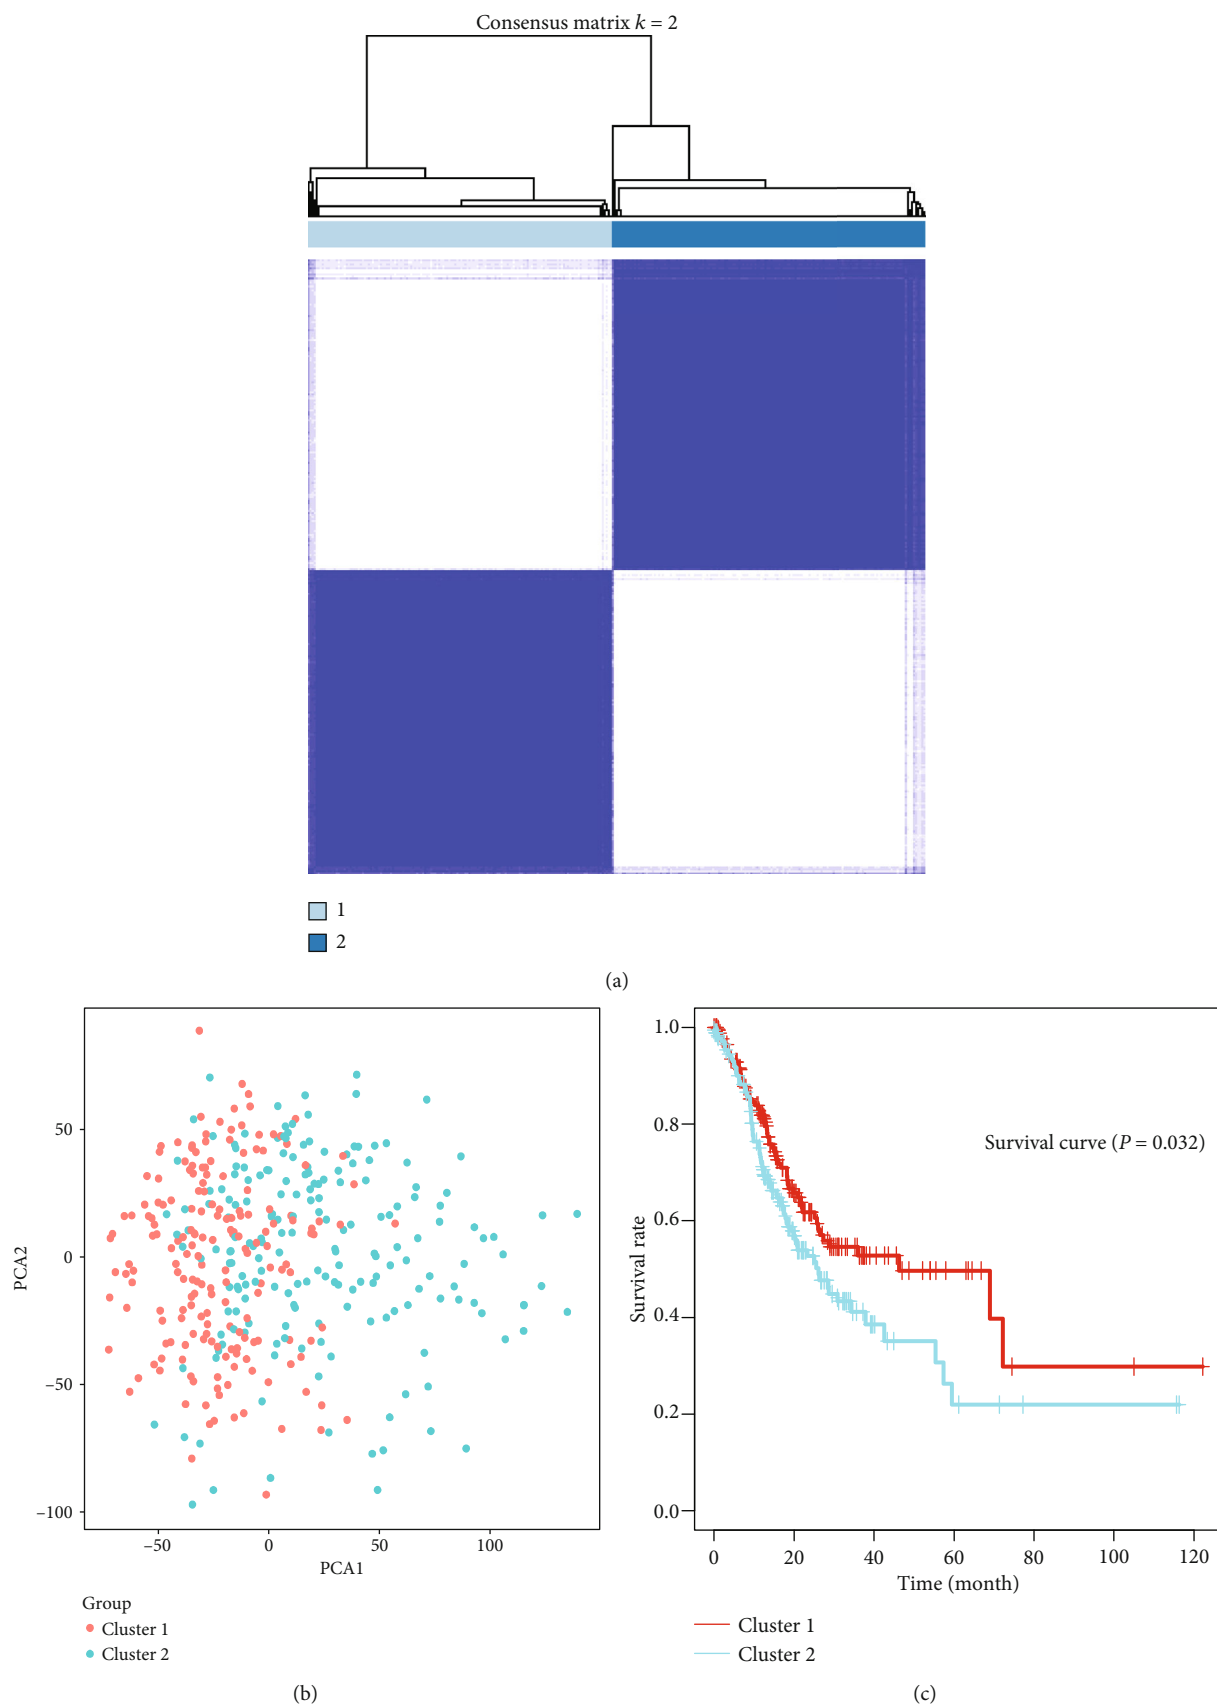 Consensus matrix k = 2
1
2
(a)
50
0
−50
−100
PCA2
−50
0
50
100
PCA1
Group
Cluster 1
Cluster 2
(b)
1.0
0.8
0.6
0.4
0.2
0.0
Survival rate
Survival curve (P = 0.032)
0
20
40
60
80
100
120
Time (month)
Cluster 1
Cluster 2
(c)